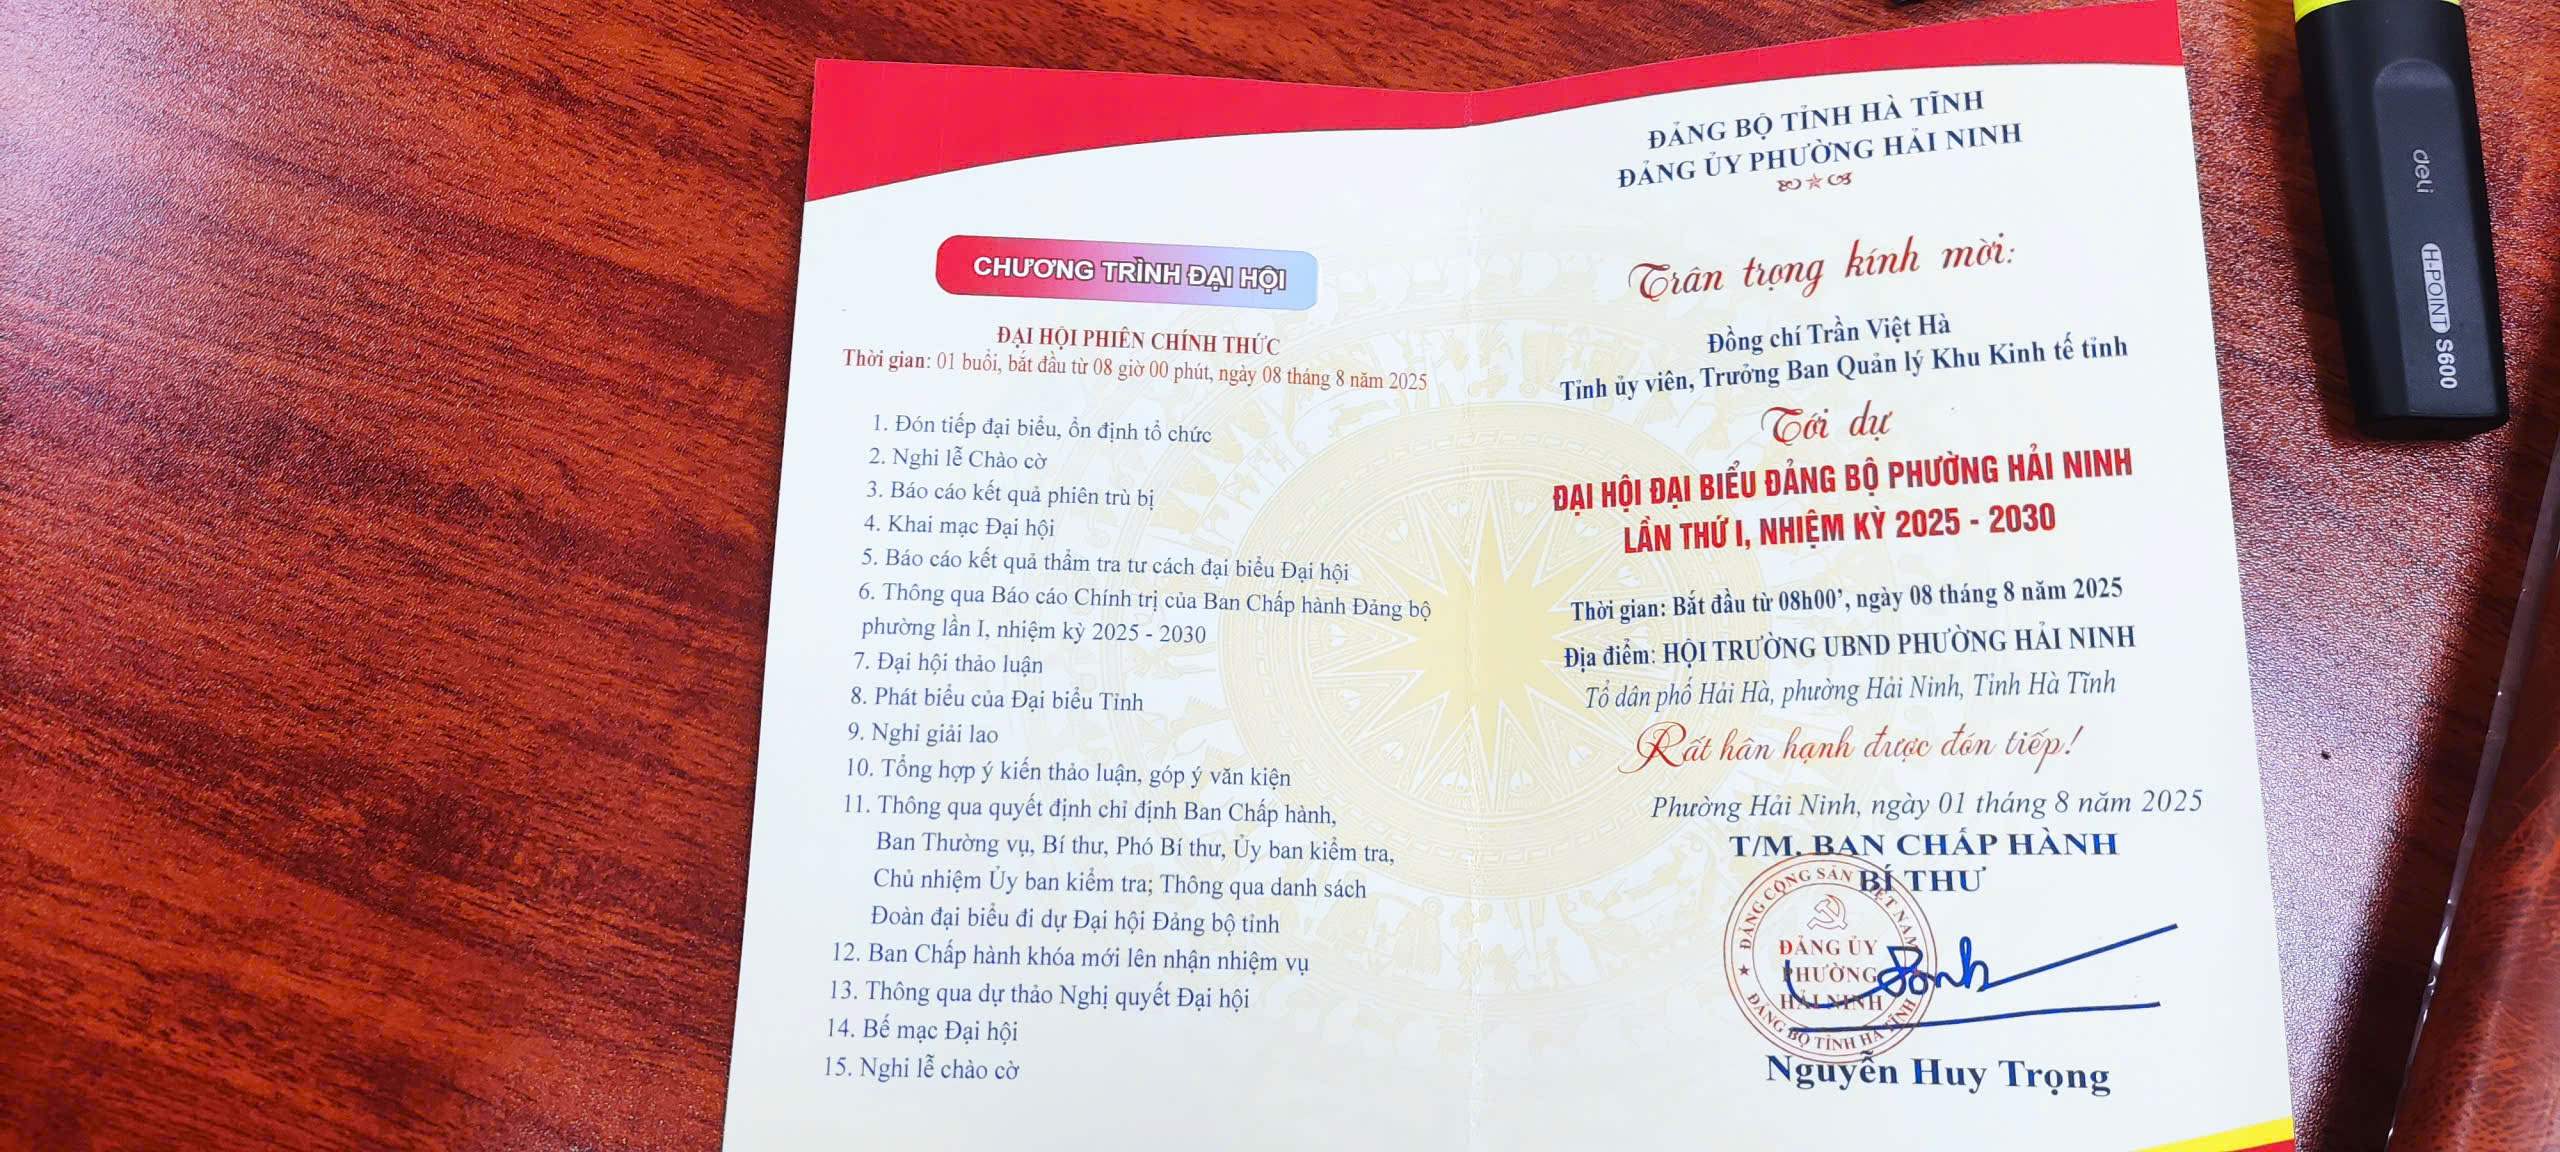 CHƯƠNG TRÌNH ĐẠI HỘI
ĐẠI HỘI PHIÊN CHÍNH THỨC
Thời gian: 01 buổi, bắt đầu từ 08 giờ 00 phút, ngày 08 tháng 8 năm 2025
1. Đón tiếp đại biểu, ổn định tổ chức
2. Nghi lễ Chào cờ
3. Báo cáo kết quả phiên trù bị
4. Khai mạc Đại hội
5. Báo cáo kết quả thẩm tra tư cách đại biểu Đại hội
6. Thông qua Báo cáo Chính trị của Ban Chấp hành Đảng bộ
phường lần I, nhiệm kỳ 2025 - 2030
7. Đại hội thảo luận
8. Phát biểu của Đại biểu Tỉnh
9. Nghỉ giải lao
10. Tổng hợp ý kiến thảo luận, góp ý văn kiện
11. Thông qua quyết định chỉ định Ban Chấp hành,
Ban Thường vụ, Bí thư, Phó Bí thư, Ủy ban kiểm tra,
Chủ nhiệm Ủy ban kiểm tra; Thông qua danh sách
Đoàn đại biểu đi dự Đại hội Đảng bộ tỉnh
12. Ban Chấp hành khóa mới lên nhận nhiệm vụ
13. Thông qua dự thảo Nghị quyết Đại hội
14. Bế mạc Đại hội
15. Nghi lễ chào cờ
ĐẢNG BỘ TỈNH HÀ TĨNH
ĐẢNG ỦY PHƯỜNG HẢI NINH
Trân trọng kính mời:
Đồng chí Trần Việt Hà
Tỉnh ủy viên, Trưởng Ban Quản lý Khu Kinh tế tỉnh
Tới dự
ĐẠI HỘI ĐẠI BIỂU ĐẢNG BỘ PHƯỜNG HẢI NINH
LẦN THỨ I, NHIỆM KỲ 2025 - 2030
Thời gian: Bắt đầu từ 08h00’, ngày 08 tháng 8 năm 2025
Địa điểm: HỘI TRƯỜNG UBND PHƯỜNG HẢI NINH
Tổ dân phố Hải Hà, phường Hải Ninh, Tỉnh Hà Tĩnh
Rất hân hạnh được đón tiếp!
Phường Hải Ninh, ngày 01 tháng 8 năm 2025
T/M. BAN CHẤP HÀNH
BÍ THƯ
ĐẢNG CỘNG SẢN VIỆT NAM
ĐẢNG ỦY
PHƯỜNG
HẢI NINH
ĐẢNG BỘ TỈNH HÀ TĨNH
Nguyễn Huy Trọng
deli
H-POINT S600